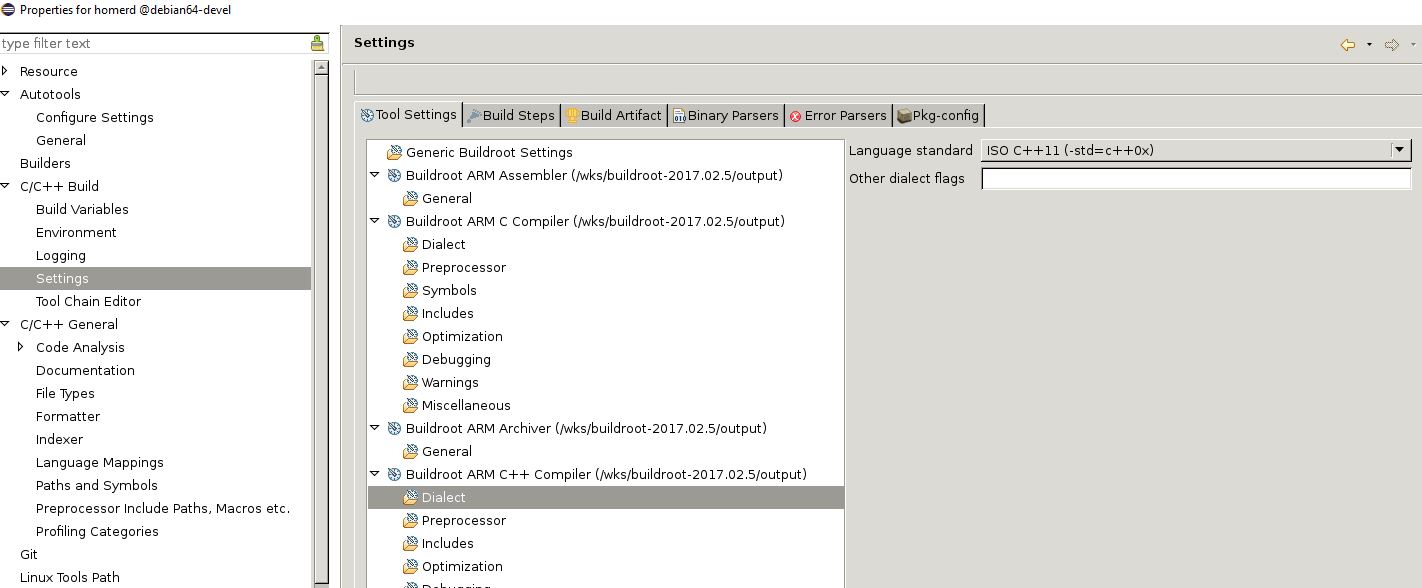 Properties for homerd @debian64-devel
type filter text
Resource
Autotools
Configure Settings
General
Builders
C/C++ Build
Build Variables
Environment
Logging
Settings
Tool Chain Editor
C/C++ General
Code Analysis
Documentation
File Types
Formatter
Indexer
Language Mappings
Paths and Symbols
Preprocessor Include Paths, Macros etc.
Profiling Categories
Git
Linux Tools Path
Settings
Tool Settings
Build Steps
Build Artifact
Binary Parsers
Error Parsers
Pkg-config
Generic Buildroot Settings
Buildroot ARM Assembler (/wks/buildroot-2017.02.5/output)
General
Buildroot ARM C Compiler (/wks/buildroot-2017.02.5/output)
Dialect
Preprocessor
Symbols
Includes
Optimization
Debugging
Warnings
Miscellaneous
Buildroot ARM Archiver (/wks/buildroot-2017.02.5/output)
General
Buildroot ARM C++ Compiler (/wks/buildroot-2017.02.5/output)
Dialect
Preprocessor
Includes
Optimization
Debugging
Language standard
ISO C++11 (-std=c++0x)
Other dialect flags